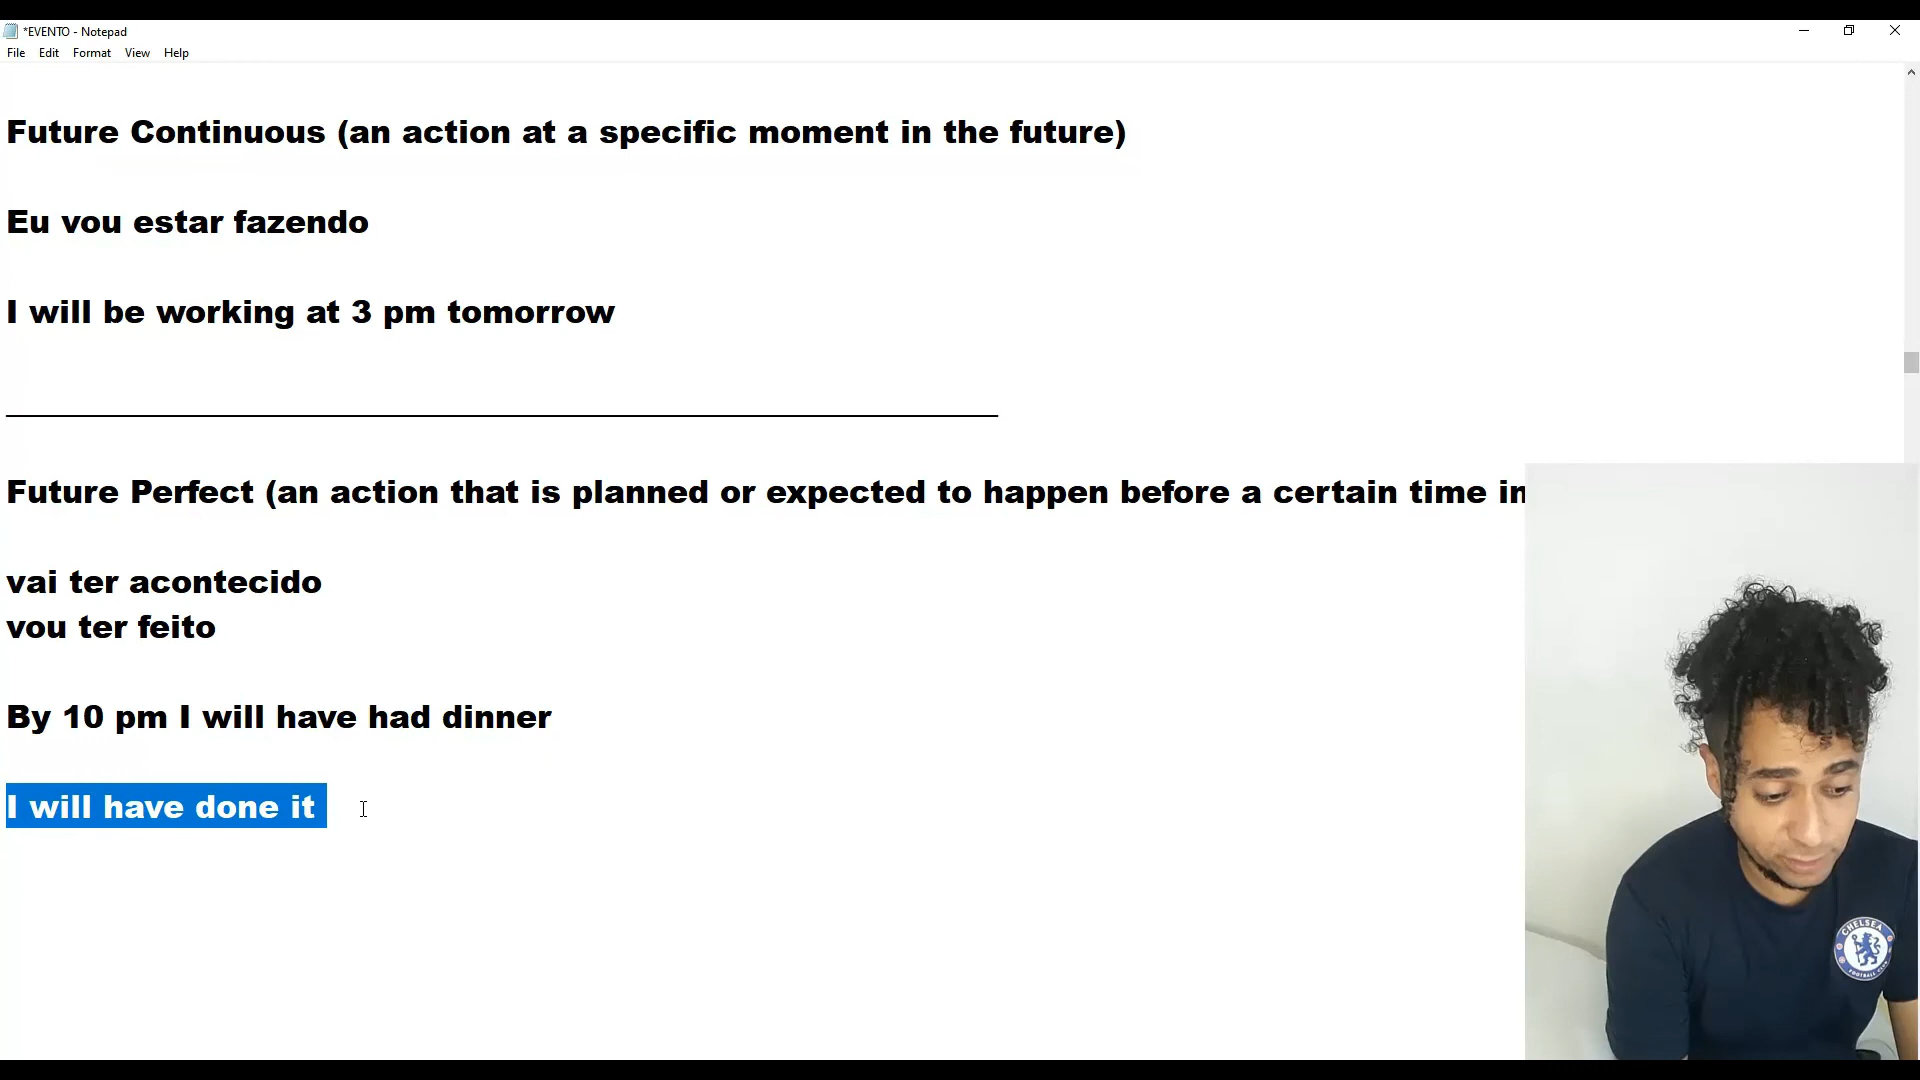 *EVENTO - Notepad
File Edit Format View Help
Future Continuous (an action at a specific moment in the future)
Eu vou estar fazendo
I will be working at 3 pm tomorrow
Future Perfect (an action that is planned or expected to happen before a certain time in
vai ter acontecido
vou ter feito
By 10 pm I will have had dinner
I will have done it
CHELSEA
FOOTBALL CLUB